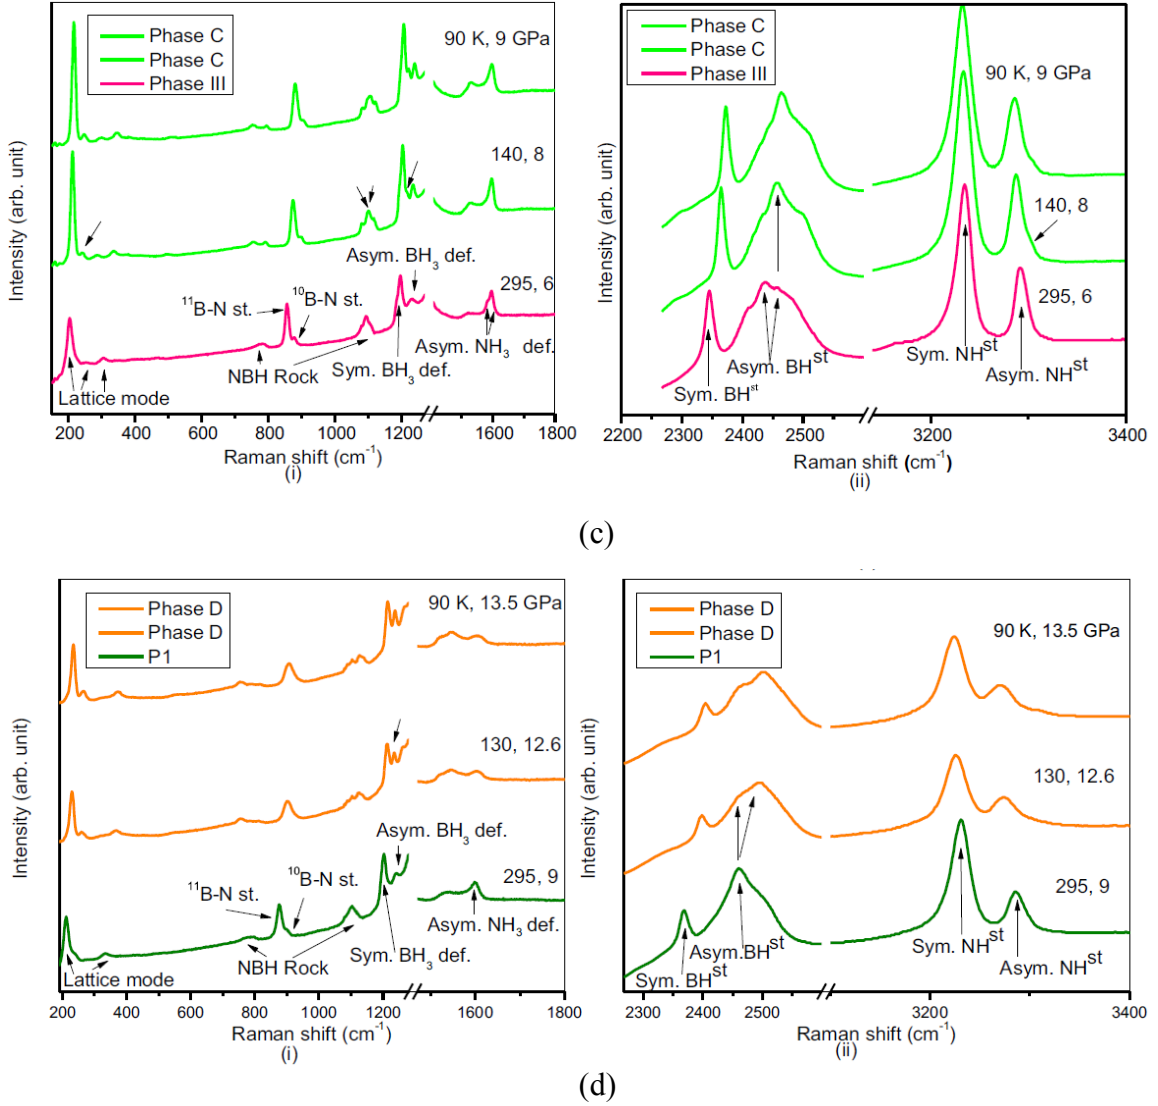 Phase C
Phase C
Phase III
90 K, 9 GPa
140, 8
Asym. BH3 def.
295, 6
11B-N st.
10B-N st.
Asym. NH3 def.
NBH Rock
Sym. BH3 def.
Lattice mode
Intensity (arb. unit)
200 400 600 800 1000 1200 1600 1800
Raman shift (cm-1)
(i)
Phase C
Phase C
Phase III
90 K, 9 GPa
140, 8
295, 6
Sym. NHst
Asym. BHst
Asym. NHst
Sym. BHst
Intensity (arb. unit)
2200 2300 2400 2500 3200 3400
Raman shift (cm-1)
(ii)
(c)
Phase D
Phase D
P1
90 K, 13.5 GPa
130, 12.6
Asym. BH3 def.
295, 9
11B-N st.
10B-N st.
Asym. NH3 def.
NBH Rock
Sym. BH3 def.
Lattice mode
Intensity (arb. unit)
200 400 600 800 1000 1200 1600 1800
Raman shift (cm-1)
(i)
Phase D
Phase D
P1
90 K, 13.5 GPa
130, 12.6
295, 9
Asym.BHst
Sym. NHst
Sym. BHst
Asym. NHst
Intensity (arb. unit)
2300 2400 2500 3200 3400
Raman shift (cm-1)
(ii)
(d)